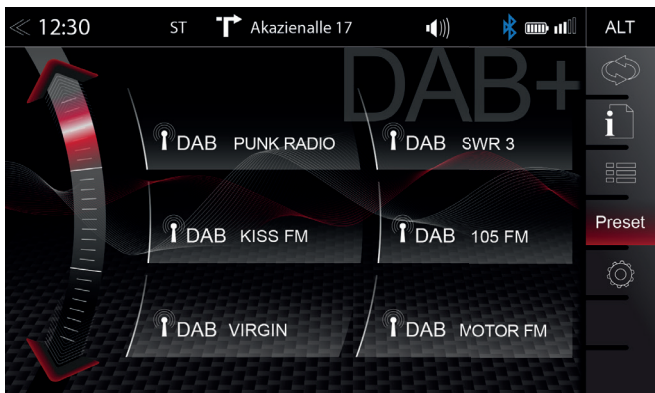 12:30 ST Akazienalle 17 ALT
DAB+
DAB PUNK RADIO DAB SWR 3
Preset
DAB KISS FM DAB 105 FM
DAB VIRGIN DAB MOTOR FM